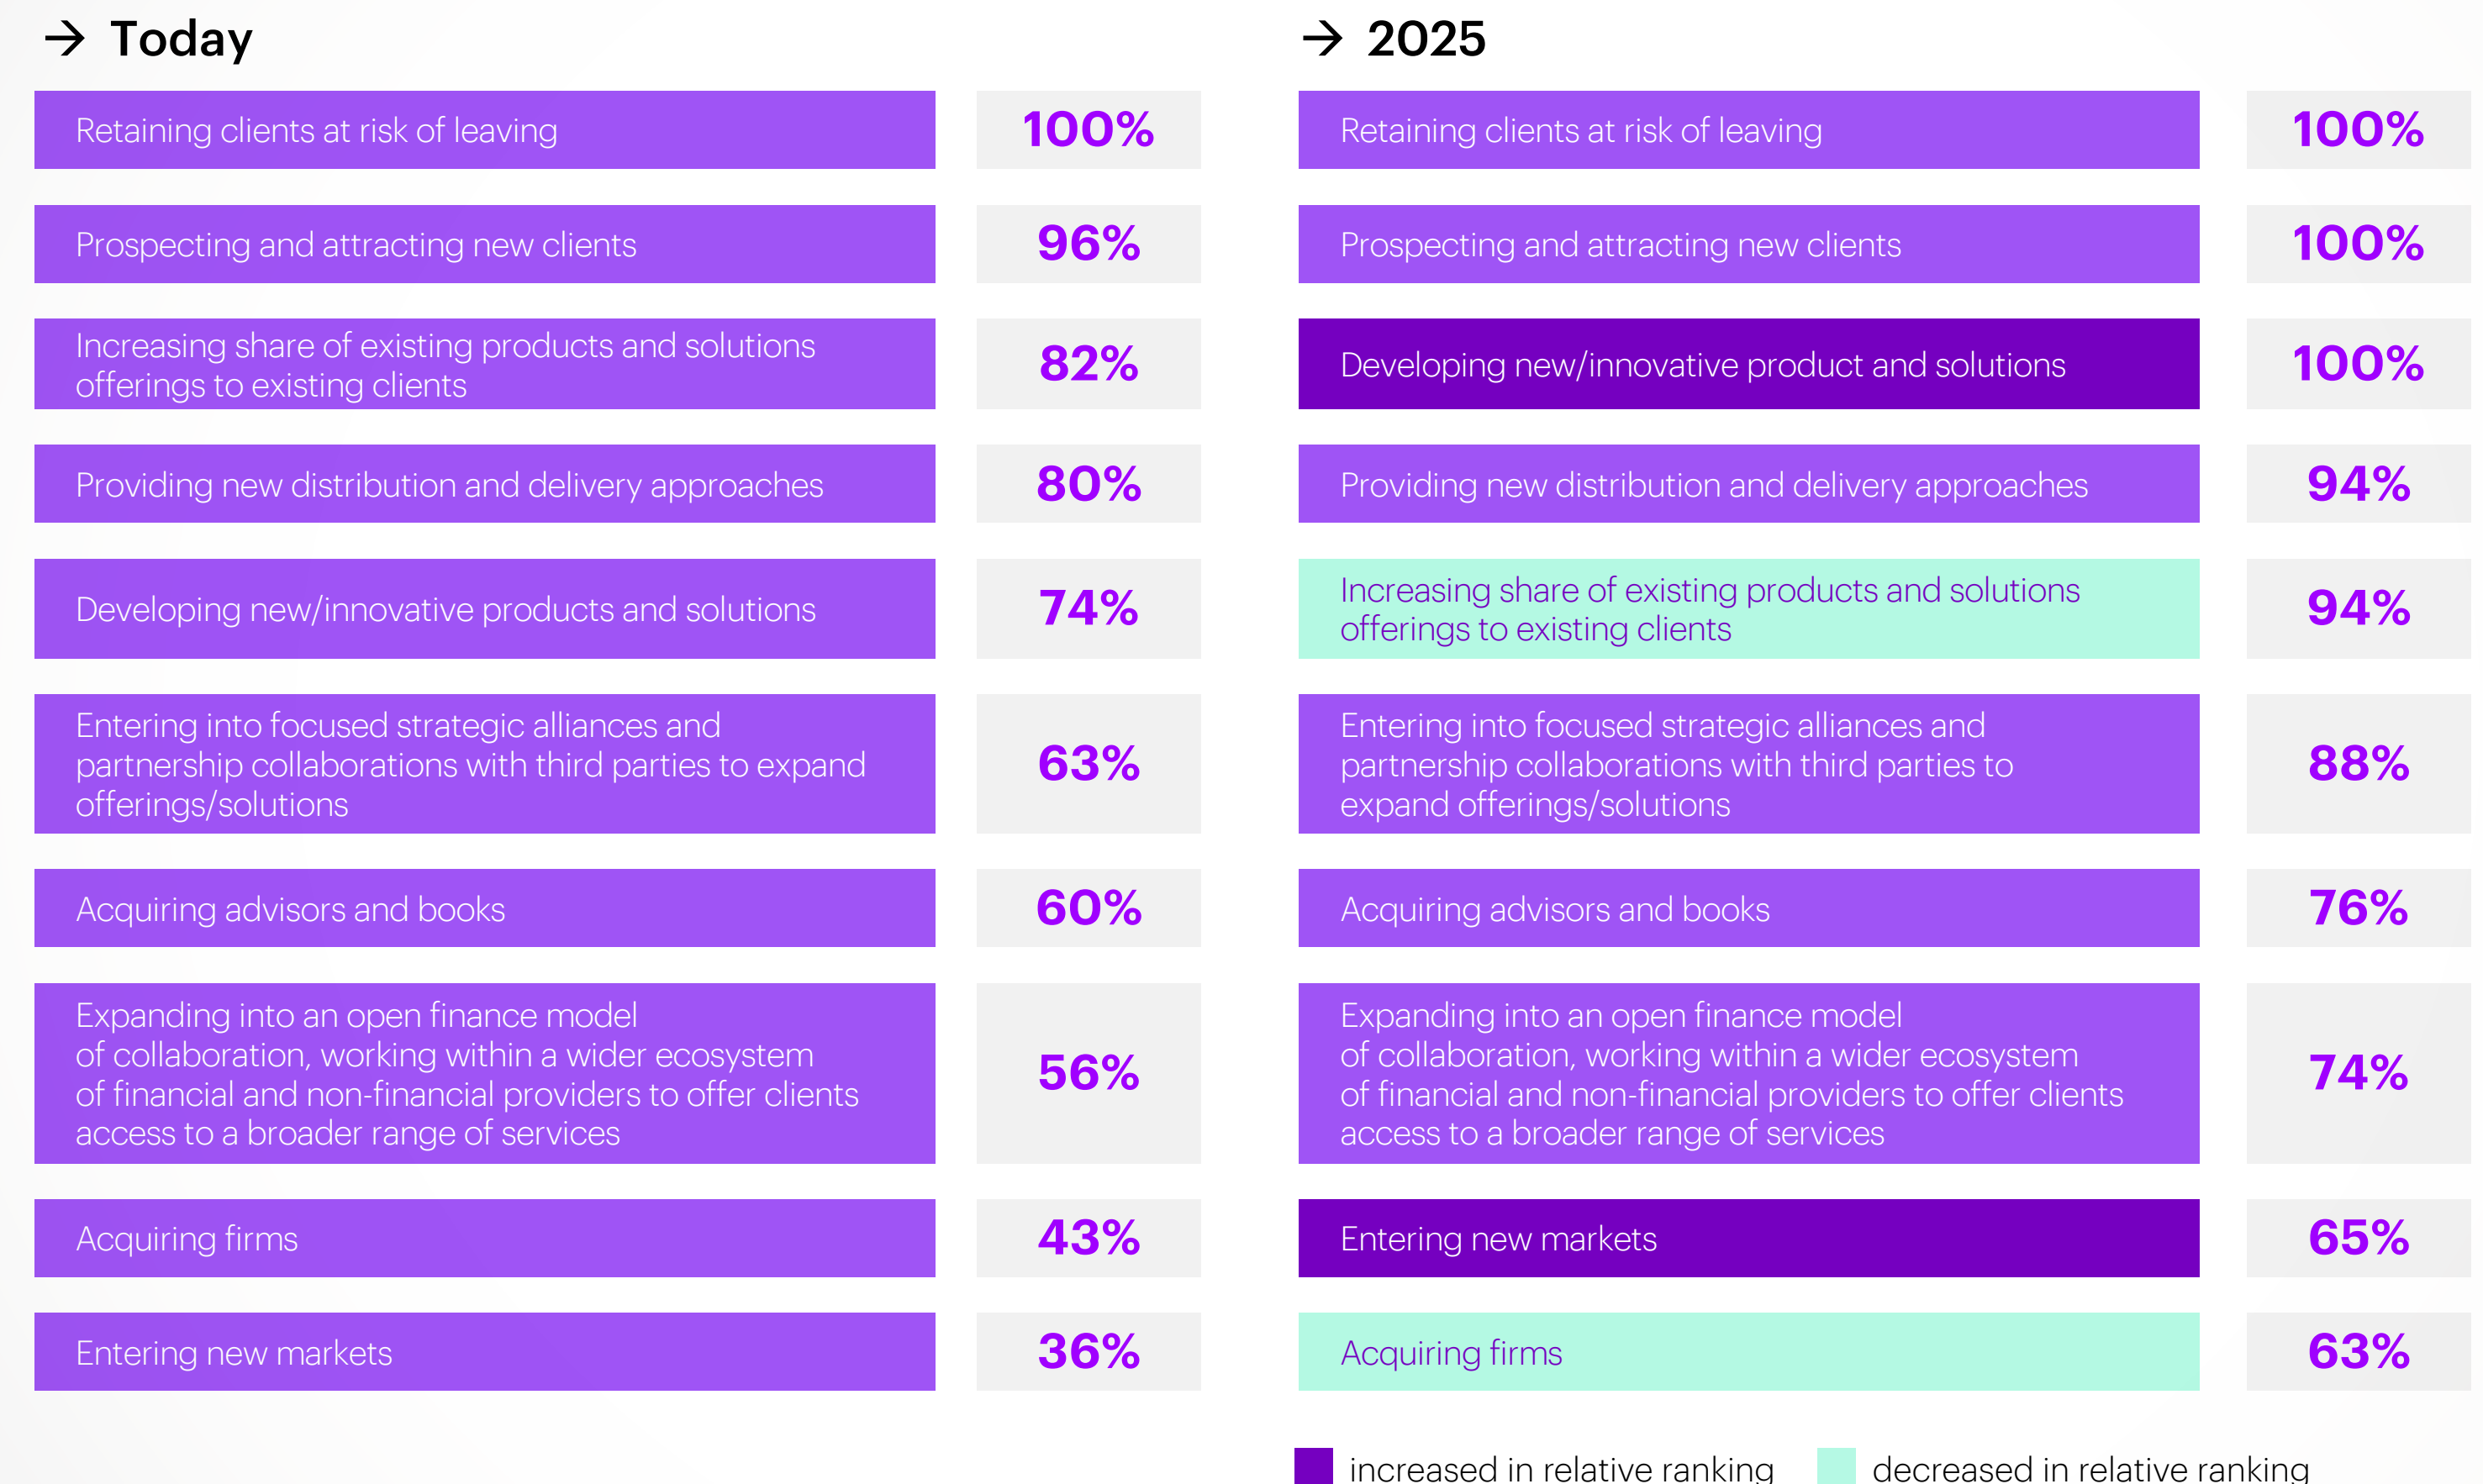 → Today
Retaining clients at risk of leaving 100%
Prospecting and attracting new clients 96%
Increasing share of existing products and solutions
offerings to existing clients 82%
Providing new distribution and delivery approaches 80%
Developing new/innovative products and solutions 74%
Entering into focused strategic alliances and
partnership collaborations with third parties to expand
offerings/solutions 63%
Acquiring advisors and books 60%
Expanding into an open finance model
of collaboration, working within a wider ecosystem
of financial and non-financial providers to offer clients
access to a broader range of services 56%
Acquiring firms 43%
Entering new markets 36%
→ 2025
Retaining clients at risk of leaving 100%
Prospecting and attracting new clients 100%
Developing new/innovative product and solutions 100%
Providing new distribution and delivery approaches 94%
Increasing share of existing products and solutions
offerings to existing clients 94%
Entering into focused strategic alliances and
partnership collaborations with third parties to
expand offerings/solutions 88%
Acquiring advisors and books 76%
Expanding into an open finance model
of collaboration, working within a wider ecosystem
of financial and non-financial providers to offer clients
access to a broader range of services 74%
Entering new markets 65%
Acquiring firms 63%
increased in relative ranking decreased in relative ranking